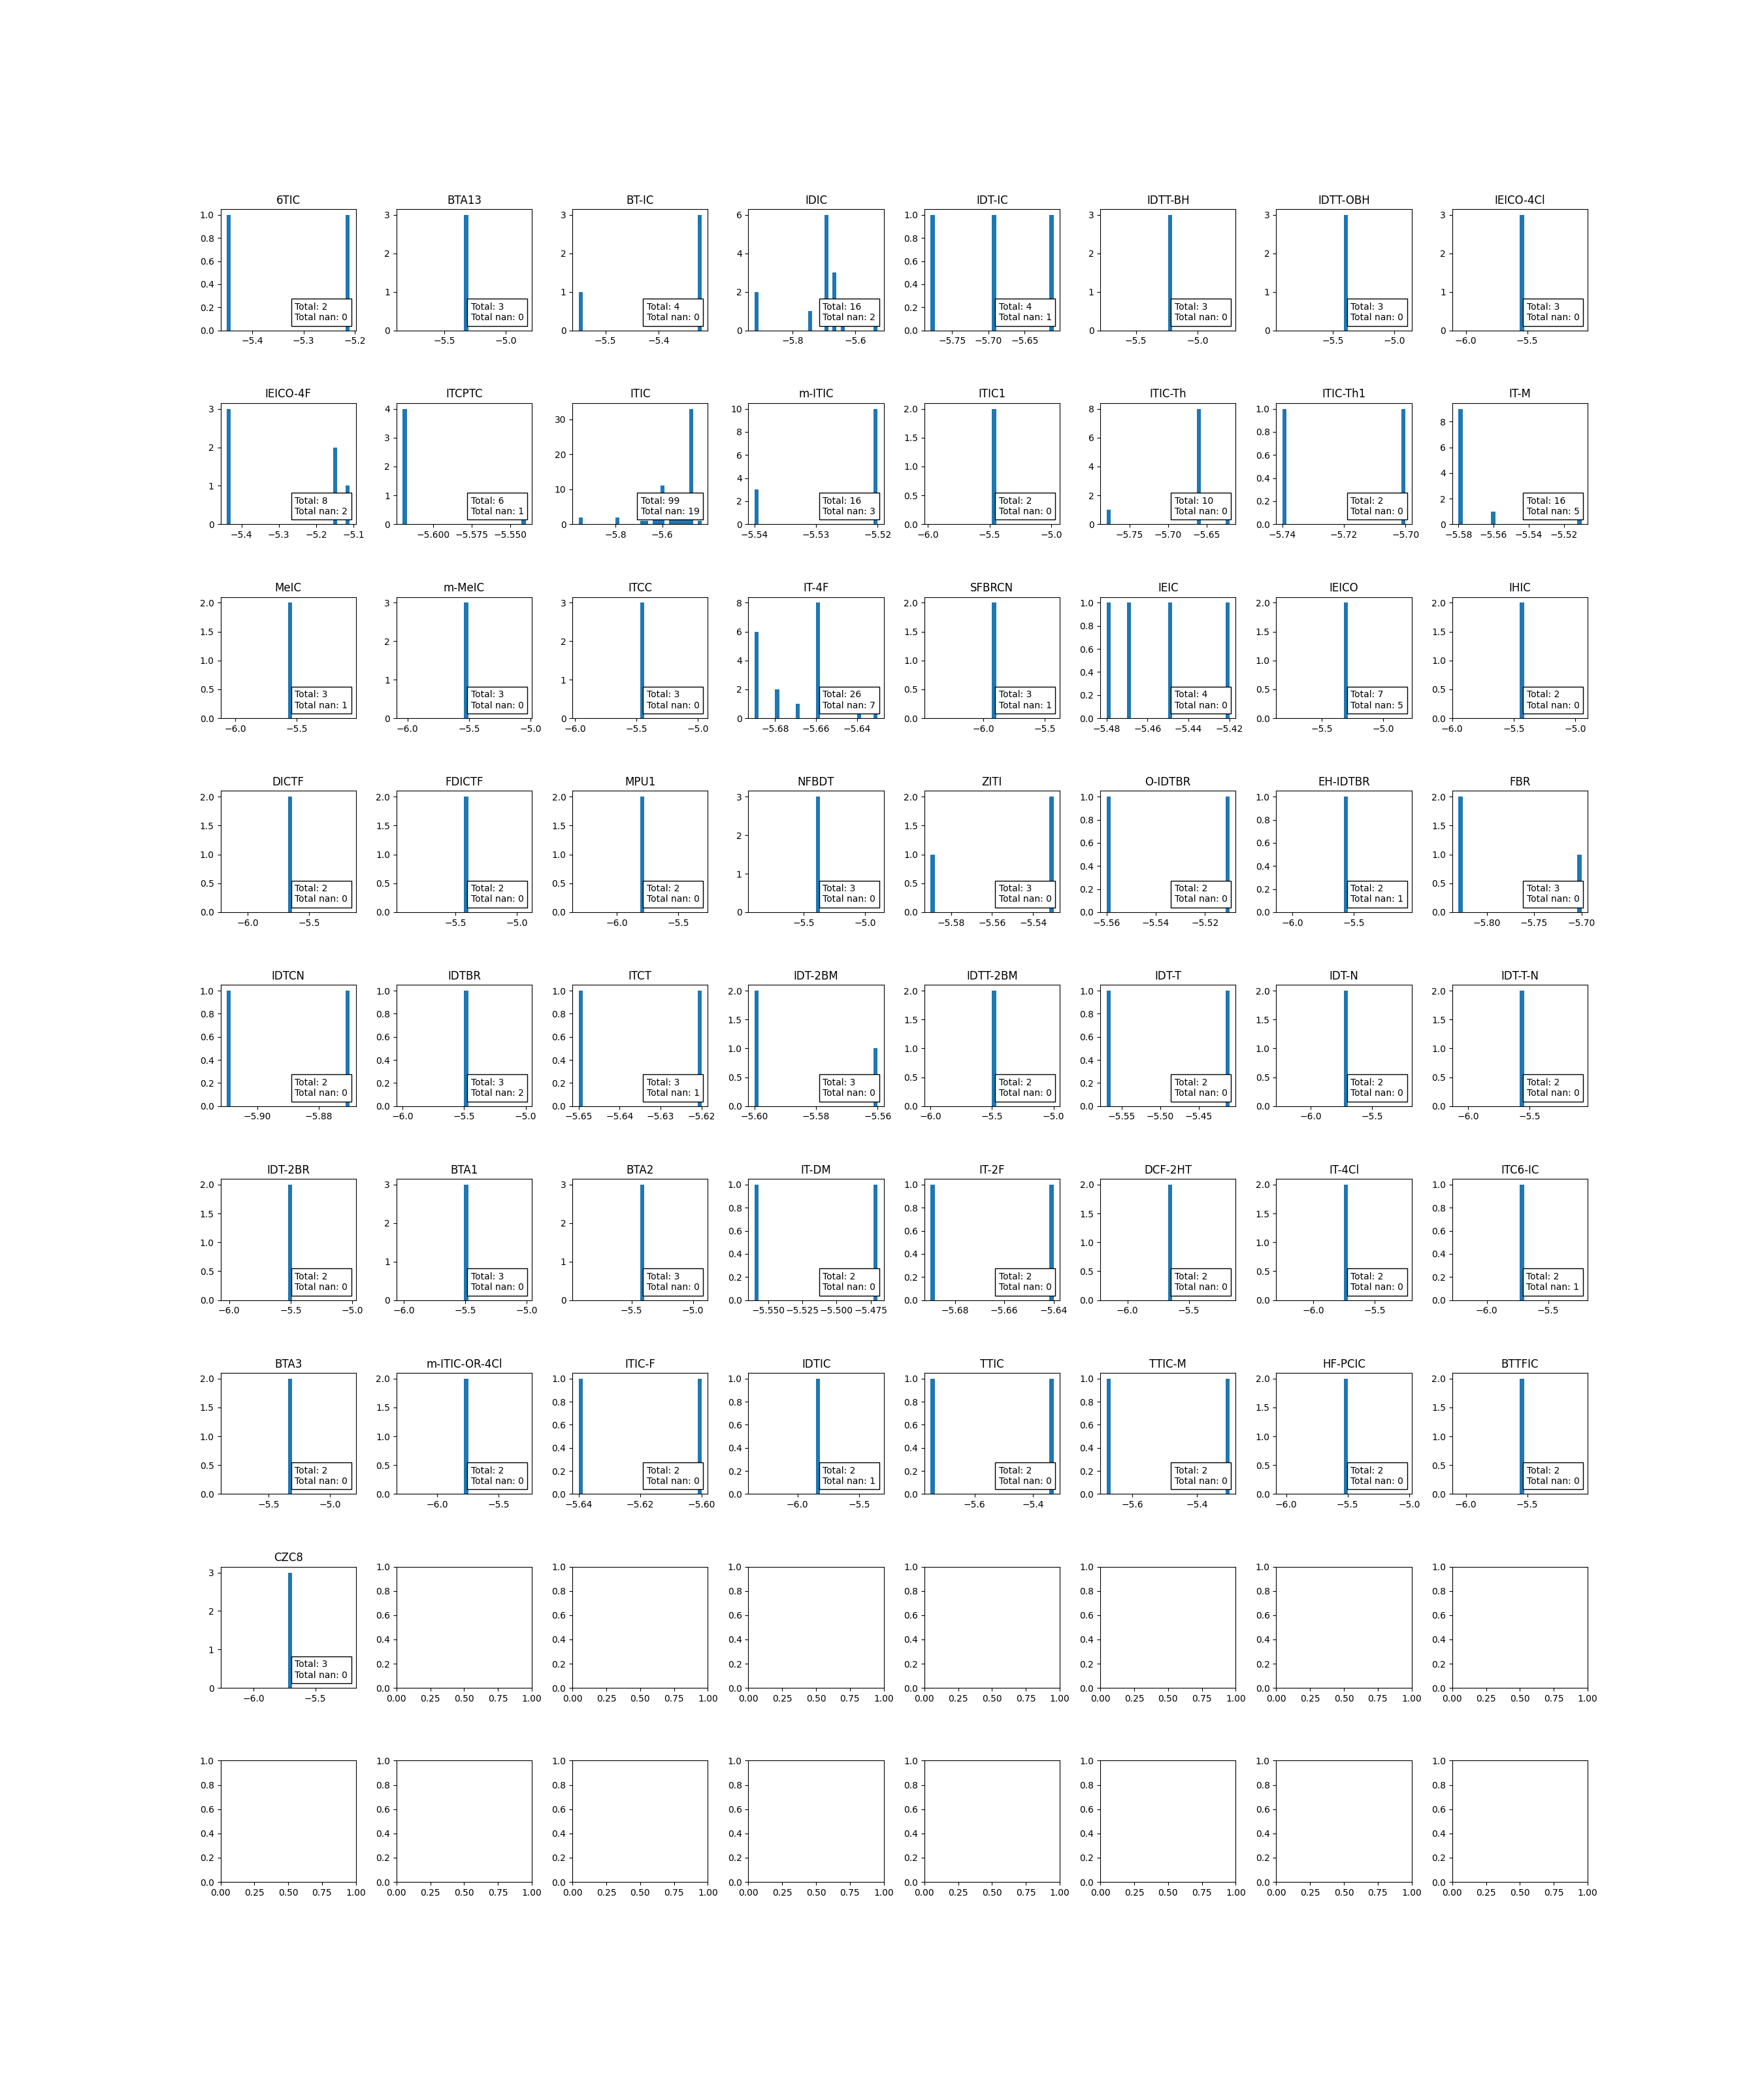 6TIC
1.0 0.8 0.6 0.4 0.2 0.0
Total: 2
Total nan: 0
−5.4 −5.3 −5.2
BTA13
3 2 1 0
Total: 3
Total nan: 0
−5.5 −5.0
BT-IC
3 2 1 0
Total: 4
Total nan: 0
−5.5 −5.4
IDIC
6 4 2 0
Total: 16
Total nan: 2
−5.8 −5.6
IDT-IC
1.0 0.8 0.6 0.4 0.2 0.0
Total: 4
Total nan: 1
−5.75 −5.70 −5.65
IDTT-BH
3 2 1 0
Total: 3
Total nan: 0
−5.5 −5.0
IDTT-OBH
3 2 1 0
Total: 3
Total nan: 0
−5.5 −5.0
IEICO-4Cl
3 2 1 0
Total: 3
Total nan: 0
−6.0 −5.5
IEICO-4F
3 2 1 0
Total: 8
Total nan: 2
−5.4 −5.3 −5.2 −5.1
ITCPTC
4 3 2 1 0
Total: 6
Total nan: 1
−5.600 −5.575 −5.550
ITIC
30 20 10 0
Total: 99
Total nan: 19
−5.8 −5.6
m-ITIC
10 8 6 4 2 0
Total: 16
Total nan: 3
−5.54 −5.53 −5.52
ITIC1
2.0 1.5 1.0 0.5 0.0
Total: 2
Total nan: 0
−6.0 −5.5 −5.0
ITIC-Th
8 6 4 2 0
Total: 10
Total nan: 0
−5.75 −5.70 −5.65
ITIC-Th1
1.0 0.8 0.6 0.4 0.2 0.0
Total: 2
Total nan: 0
−5.74 −5.72 −5.70
IT-M
8 6 4 2 0
Total: 16
Total nan: 5
−5.58 −5.56 −5.54 −5.52
MeIC
2.0 1.5 1.0 0.5 0.0
Total: 3
Total nan: 1
−6.0 −5.5
m-MeIC
3 2 1 0
Total: 3
Total nan: 0
−6.0 −5.5 −5.0
ITCC
3 2 1 0
Total: 3
Total nan: 0
−6.0 −5.5 −5.0
IT-4F
8 6 4 2 0
Total: 26
Total nan: 7
−5.68 −5.66 −5.64
SFBRCN
2.0 1.5 1.0 0.5 0.0
Total: 3
Total nan: 1
−6.0 −5.5
IEIC
1.0 0.8 0.6 0.4 0.2 0.0
Total: 4
Total nan: 0
−5.48 −5.46 −5.44 −5.42
IEICO
2.0 1.5 1.0 0.5 0.0
Total: 7
Total nan: 5
−5.5 −5.0
IHIC
2.0 1.5 1.0 0.5 0.0
Total: 2
Total nan: 0
−6.0 −5.5 −5.0
DICTF
2.0 1.5 1.0 0.5 0.0
Total: 2
Total nan: 0
−6.0 −5.5
FDICTF
2.0 1.5 1.0 0.5 0.0
Total: 2
Total nan: 0
−5.5 −5.0
MPU1
2.0 1.5 1.0 0.5 0.0
Total: 2
Total nan: 0
−6.0 −5.5
NFBDT
3 2 1 0
Total: 3
Total nan: 0
−5.5 −5.0
ZITI
2.0 1.5 1.0 0.5 0.0
Total: 3
Total nan: 0
−5.58 −5.56 −5.54
O-IDTBR
1.0 0.8 0.6 0.4 0.2 0.0
Total: 2
Total nan: 0
−5.56 −5.54 −5.52
EH-IDTBR
1.0 0.8 0.6 0.4 0.2 0.0
Total: 2
Total nan: 1
−6.0 −5.5
FBR
2.0 1.5 1.0 0.5 0.0
Total: 3
Total nan: 0
−5.80 −5.75 −5.70
IDTCN
1.0 0.8 0.6 0.4 0.2 0.0
Total: 2
Total nan: 0
−5.90 −5.88
IDTBR
1.0 0.8 0.6 0.4 0.2 0.0
Total: 3
Total nan: 2
−6.0 −5.5 −5.0
ITCT
1.0 0.8 0.6 0.4 0.2 0.0
Total: 3
Total nan: 1
−5.65 −5.64 −5.63 −5.62
IDT-2BM
2.0 1.5 1.0 0.5 0.0
Total: 3
Total nan: 0
−5.60 −5.58 −5.56
IDTT-2BM
2.0 1.5 1.0 0.5 0.0
Total: 2
Total nan: 0
−6.0 −5.5 −5.0
IDT-T
1.0 0.8 0.6 0.4 0.2 0.0
Total: 2
Total nan: 0
−5.55 −5.50 −5.45
IDT-N
2.0 1.5 1.0 0.5 0.0
Total: 2
Total nan: 0
−6.0 −5.5
IDT-T-N
2.0 1.5 1.0 0.5 0.0
Total: 2
Total nan: 0
−6.0 −5.5
IDT-2BR
2.0 1.5 1.0 0.5 0.0
Total: 2
Total nan: 0
−6.0 −5.5 −5.0
BTA1
3 2 1 0
Total: 3
Total nan: 0
−6.0 −5.5 −5.0
BTA2
3 2 1 0
Total: 3
Total nan: 0
−5.5 −5.0
IT-DM
1.0 0.8 0.6 0.4 0.2 0.0
Total: 2
Total nan: 0
−5.550 −5.525 −5.500 −5.475
IT-2F
1.0 0.8 0.6 0.4 0.2 0.0
Total: 2
Total nan: 0
−5.68 −5.66 −5.64
DCF-2HT
2.0 1.5 1.0 0.5 0.0
Total: 2
Total nan: 0
−6.0 −5.5
IT-4Cl
2.0 1.5 1.0 0.5 0.0
Total: 2
Total nan: 0
−6.0 −5.5
ITC6-IC
1.0 0.8 0.6 0.4 0.2 0.0
Total: 2
Total nan: 1
−6.0 −5.5
BTA3
2.0 1.5 1.0 0.5 0.0
Total: 2
Total nan: 0
−5.5 −5.0
m-ITIC-OR-4Cl
2.0 1.5 1.0 0.5 0.0
Total: 2
Total nan: 0
−6.0 −5.5
ITIC-F
1.0 0.8 0.6 0.4 0.2 0.0
Total: 2
Total nan: 0
−5.64 −5.62 −5.60
IDTIC
1.0 0.8 0.6 0.4 0.2 0.0
Total: 2
Total nan: 1
−6.0 −5.5
TTIC
1.0 0.8 0.6 0.4 0.2 0.0
Total: 2
Total nan: 0
−5.6 −5.4
TTIC-M
1.0 0.8 0.6 0.4 0.2 0.0
Total: 2
Total nan: 0
−5.6 −5.4
HF-PCIC
2.0 1.5 1.0 0.5 0.0
Total: 2
Total nan: 0
−6.0 −5.5 −5.0
BTTFIC
2.0 1.5 1.0 0.5 0.0
Total: 2
Total nan: 0
−6.0 −5.5
CZC8
3 2 1 0
Total: 3
Total nan: 0
−6.0 −5.5
1.0 0.8 0.6 0.4 0.2 0.0
0.00 0.25 0.50 0.75 1.00
1.0 0.8 0.6 0.4 0.2 0.0
0.00 0.25 0.50 0.75 1.00
1.0 0.8 0.6 0.4 0.2 0.0
0.00 0.25 0.50 0.75 1.00
1.0 0.8 0.6 0.4 0.2 0.0
0.00 0.25 0.50 0.75 1.00
1.0 0.8 0.6 0.4 0.2 0.0
0.00 0.25 0.50 0.75 1.00
1.0 0.8 0.6 0.4 0.2 0.0
0.00 0.25 0.50 0.75 1.00
1.0 0.8 0.6 0.4 0.2 0.0
0.00 0.25 0.50 0.75 1.00
1.0 0.8 0.6 0.4 0.2 0.0
0.00 0.25 0.50 0.75 1.00
1.0 0.8 0.6 0.4 0.2 0.0
0.00 0.25 0.50 0.75 1.00
1.0 0.8 0.6 0.4 0.2 0.0
0.00 0.25 0.50 0.75 1.00
1.0 0.8 0.6 0.4 0.2 0.0
0.00 0.25 0.50 0.75 1.00
1.0 0.8 0.6 0.4 0.2 0.0
0.00 0.25 0.50 0.75 1.00
1.0 0.8 0.6 0.4 0.2 0.0
0.00 0.25 0.50 0.75 1.00
1.0 0.8 0.6 0.4 0.2 0.0
0.00 0.25 0.50 0.75 1.00
1.0 0.8 0.6 0.4 0.2 0.0
0.00 0.25 0.50 0.75 1.00